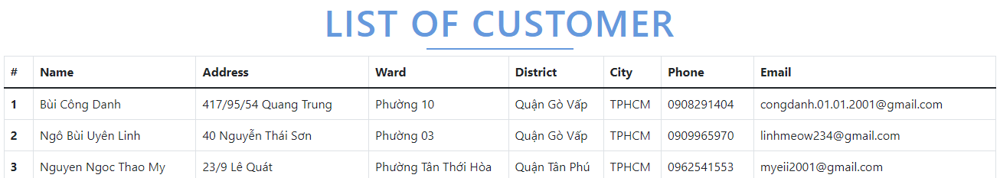 LIST OF CUSTOMER
# Name Address Ward District City Phone Email
1 Bùi Công Danh 417/95/54 Quang Trung Phường 10 Quận Gò Vấp TPHCM 0908291404 congdanh.01.01.2001@gmail.com
2 Ngô Bùi Uyên Linh 40 Nguyễn Thái Sơn Phường 03 Quận Gò Vấp TPHCM 0909965970 linhmeow234@gmail.com
3 Nguyen Ngoc Thao My 23/9 Lê Quát Phường Tân Thới Hòa Quận Tân Phú TPHCM 0962541553 myeii2001@gmail.com